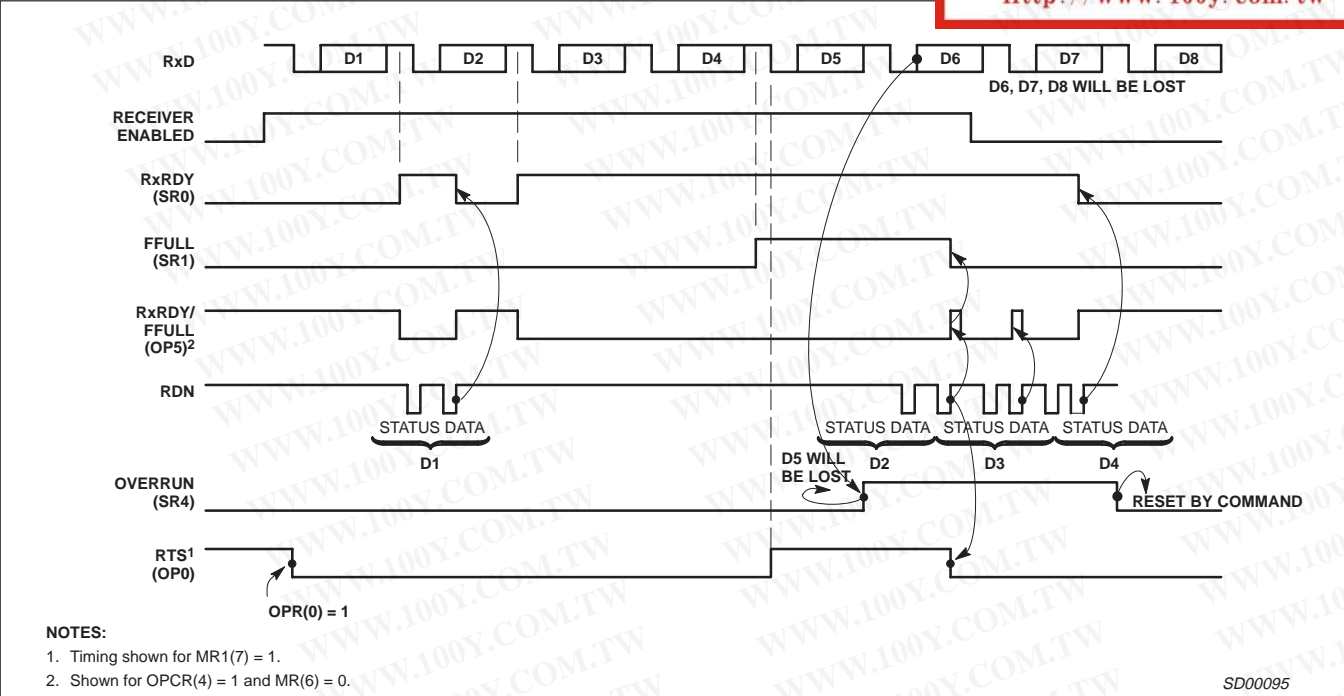 Http://www.100y.com.tw
RxD
D1 D2 D3 D4 D5 D6 D7 D8
D6, D7, D8 WILL BE LOST
RECEIVER
ENABLED
RxRDY
(SR0)
FFULL
(SR1)
RxRDY/
FFULL
(OP5)2
RDN
STATUS DATA STATUS DATA STATUS DATA STATUS DATA
D1 D2 D3 D4
D5 WILL
BE LOST
OVERRUN
(SR4)
RESET BY COMMAND
RTS1
(OP0)
OPR(0) = 1
NOTES:
1. Timing shown for MR1(7) = 1.
2. Shown for OPCR(4) = 1 and MR(6) = 0.
SD00095
WWW.100Y.COM.TW